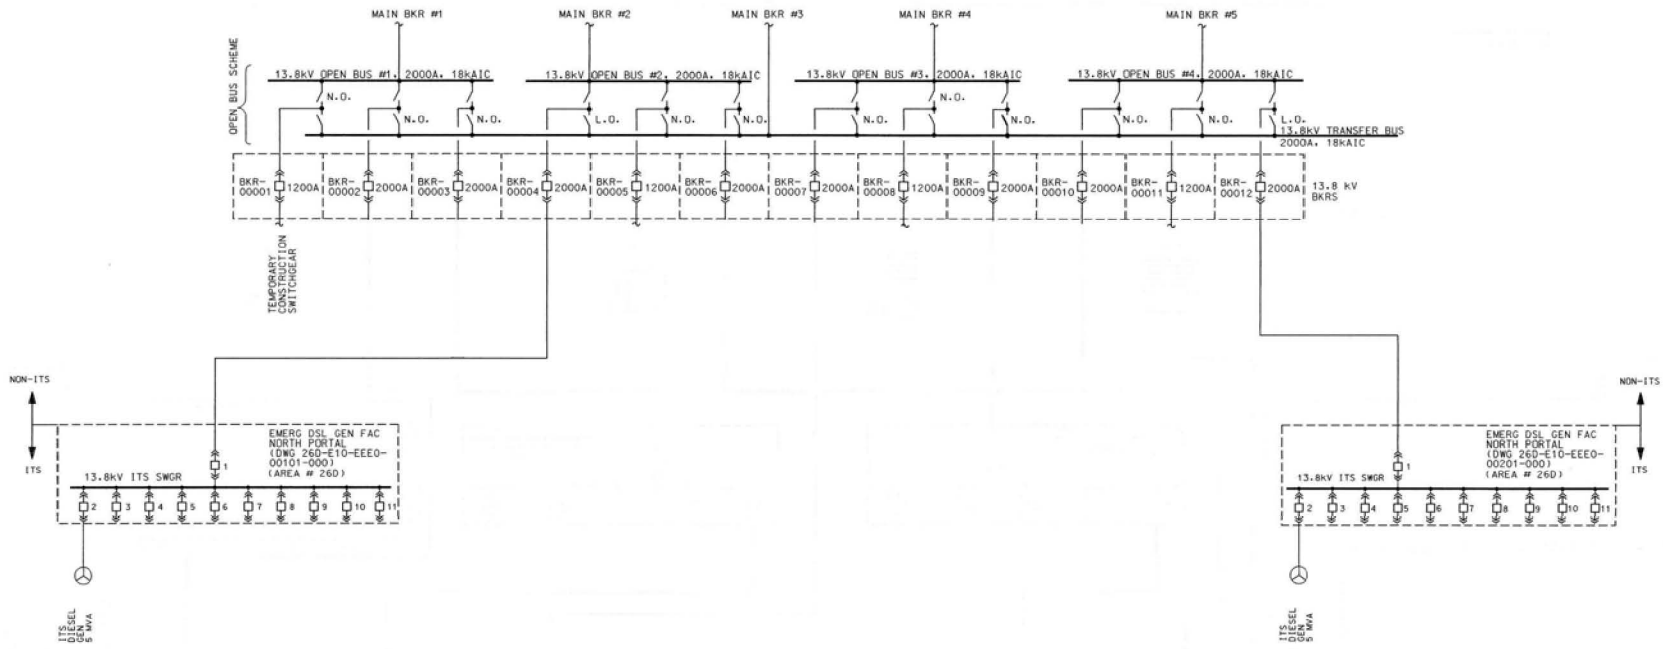 MAIN BKR #1
MAIN BKR #2
MAIN BKR #3
MAIN BKR #4
MAIN BKR #5
OPEN BUS SCHEME
13.8kV OPEN BUS #1, 2000A, 18kAIC
13.8kV OPEN BUS #2, 2000A, 18kAIC
13.8kV OPEN BUS #3, 2000A, 18kAIC
13.8kV OPEN BUS #4, 2000A, 18kAIC
N.O.
N.O.
N.O.
N.O.
L.O.
N.O.
N.O.
N.O.
N.O.
N.O.
N.O.
L.O.
13.8kV TRANSFER BUS
2000A, 18kAIC
BKR-
00001
1200A
BKR-
00002
2000A
BKR-
00003
2000A
BKR-
00004
2000A
BKR-
00005
1200A
BKR-
00006
2000A
BKR-
00007
2000A
BKR-
00008
1200A
BKR-
00009
2000A
BKR-
00010
2000A
BKR-
00011
1200A
BKR-
00012
2000A
13.8 kV
BKRS
TEMPORARY
CONSTRUCTION
SWITCHGEAR
NON-ITS
ITS
EMERG DSL GEN FAC
NORTH PORTAL
(DWG 26D-E10-EEE0-
00101-000)
(AREA # 26D)
1
13.8kV ITS SWGR
2
3
4
5
6
7
8
9
10
11
ITS
DIESEL
GEN
5 MVA
NON-ITS
ITS
EMERG DSL GEN FAC
NORTH PORTAL
(DWG 26D-E10-EEE0-
00201-000)
(AREA # 26D)
1
13.8kV ITS SWGR
2
3
4
5
6
7
8
9
10
11
ITS
DIESEL
GEN
5 MVA